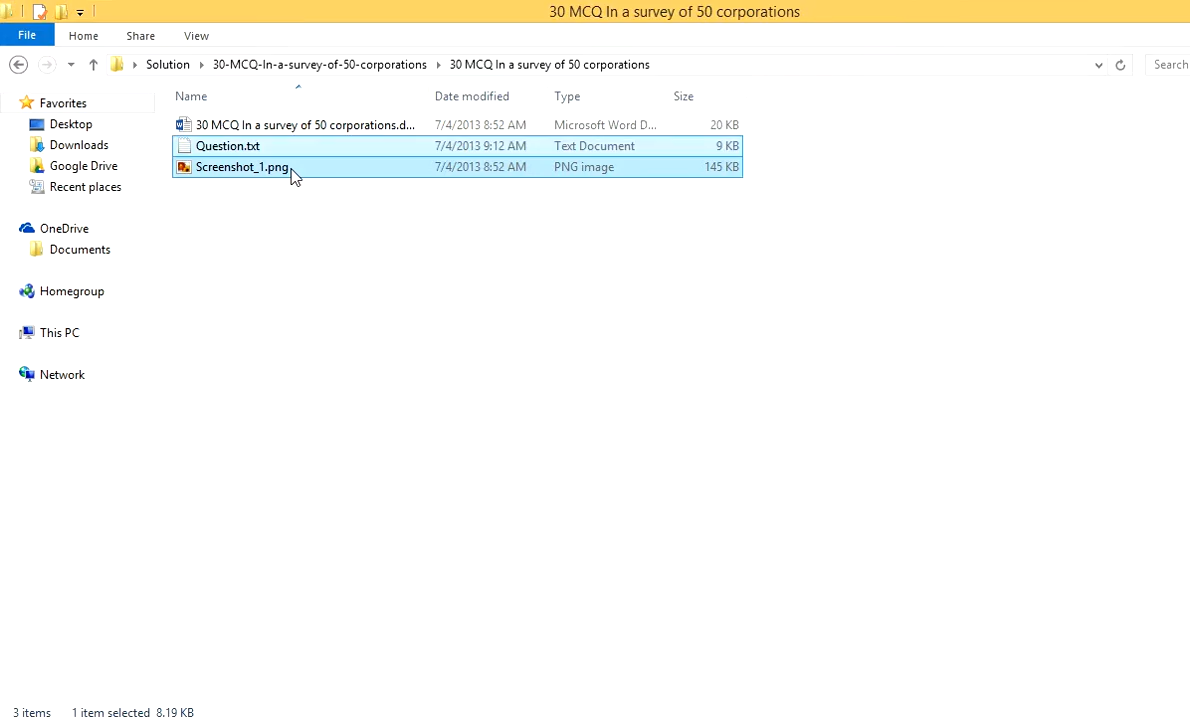 30 MCQ In a survey of 50 corporations
File Home Share View
Solution 30-MCQ-In-a-survey-of-50-corporations 30 MCQ In a survey of 50 corporations Search
Name Date modified Type Size
Favorites
Desktop
Downloads
Google Drive
Recent places
OneDrive
Documents
Homegroup
This PC
Network
30 MCQ In a survey of 50 corporations.d... 7/4/2013 8:52 AM Microsoft Word D... 20 KB
Question.txt 7/4/2013 9:12 AM Text Document 9 KB
Screenshot_1.png 7/4/2013 8:52 AM PNG image 145 KB
3 items 1 item selected 8.19 KB